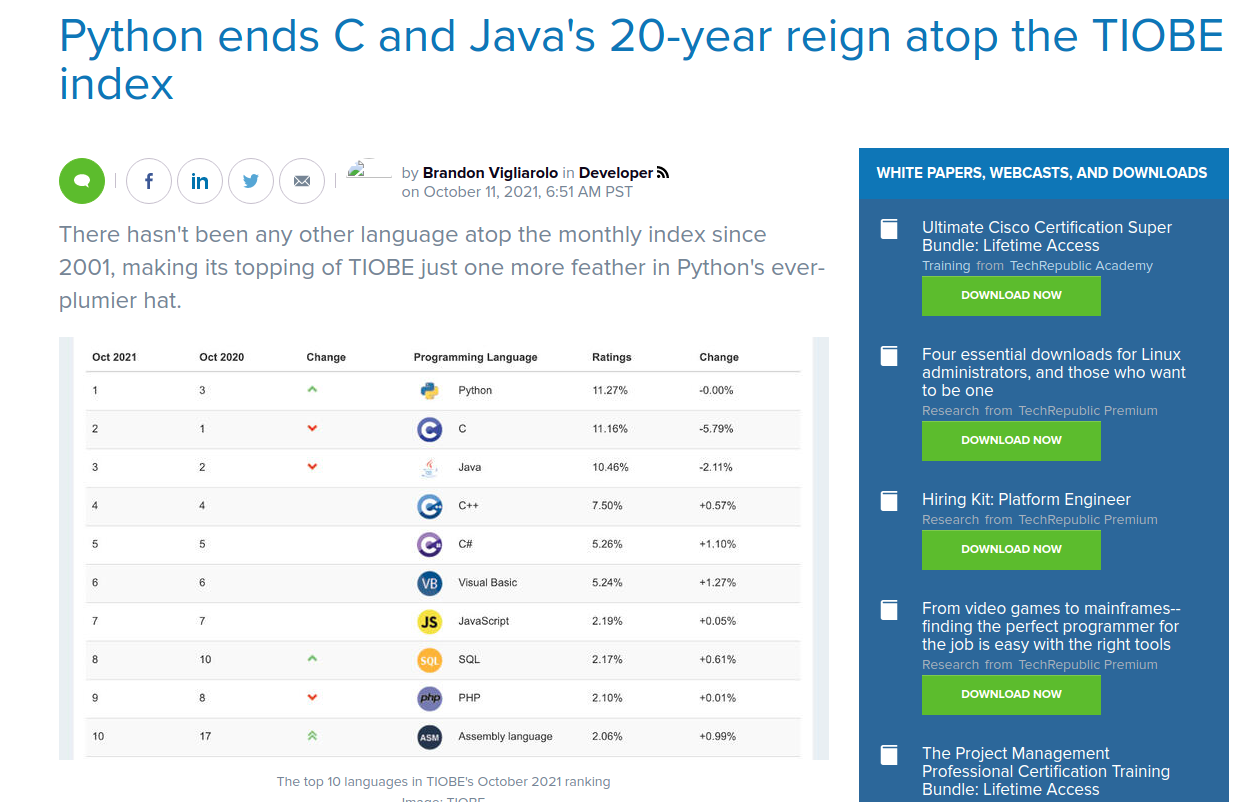 Python ends C and Java's 20-year reign atop the TIOBE
index
f
in
by Brandon Vigliarolo in Developer
on October 11, 2021, 6:51 AM PST
There hasn't been any other language atop the monthly index since
2001, making its topping of TIOBE just one more feather in Python's ever-
plumier hat.
Oct 2021 Oct 2020 Change Programming Language Ratings Change
1 3 Python 11.27% -0.00%
2 1 C C 11.16% -5.79%
3 2 Java 10.46% -2.11%
4 4 C++ C++ 7.50% +0.57%
5 5 C# C# 5.26% +1.10%
6 6 VB Visual Basic 5.24% +1.27%
7 7 JS JavaScript 2.19% +0.05%
8 10 SQL SQL 2.17% +0.61%
9 8 php PHP 2.10% +0.01%
10 17 ASM Assembly language 2.06% +0.99%
The top 10 languages in TIOBE's October 2021 ranking
Image: TIOBE
WHITE PAPERS, WEBCASTS, AND DOWNLOADS
Ultimate Cisco Certification Super
Bundle: Lifetime Access
Training from TechRepublic Academy
DOWNLOAD NOW
Four essential downloads for Linux
administrators, and those who want
to be one
Research from TechRepublic Premium
DOWNLOAD NOW
Hiring Kit: Platform Engineer
Research from TechRepublic Premium
DOWNLOAD NOW
From video games to mainframes--
finding the perfect programmer for
the job is easy with the right tools
Research from TechRepublic Premium
DOWNLOAD NOW
The Project Management
Professional Certification Training
Bundle: Lifetime Access